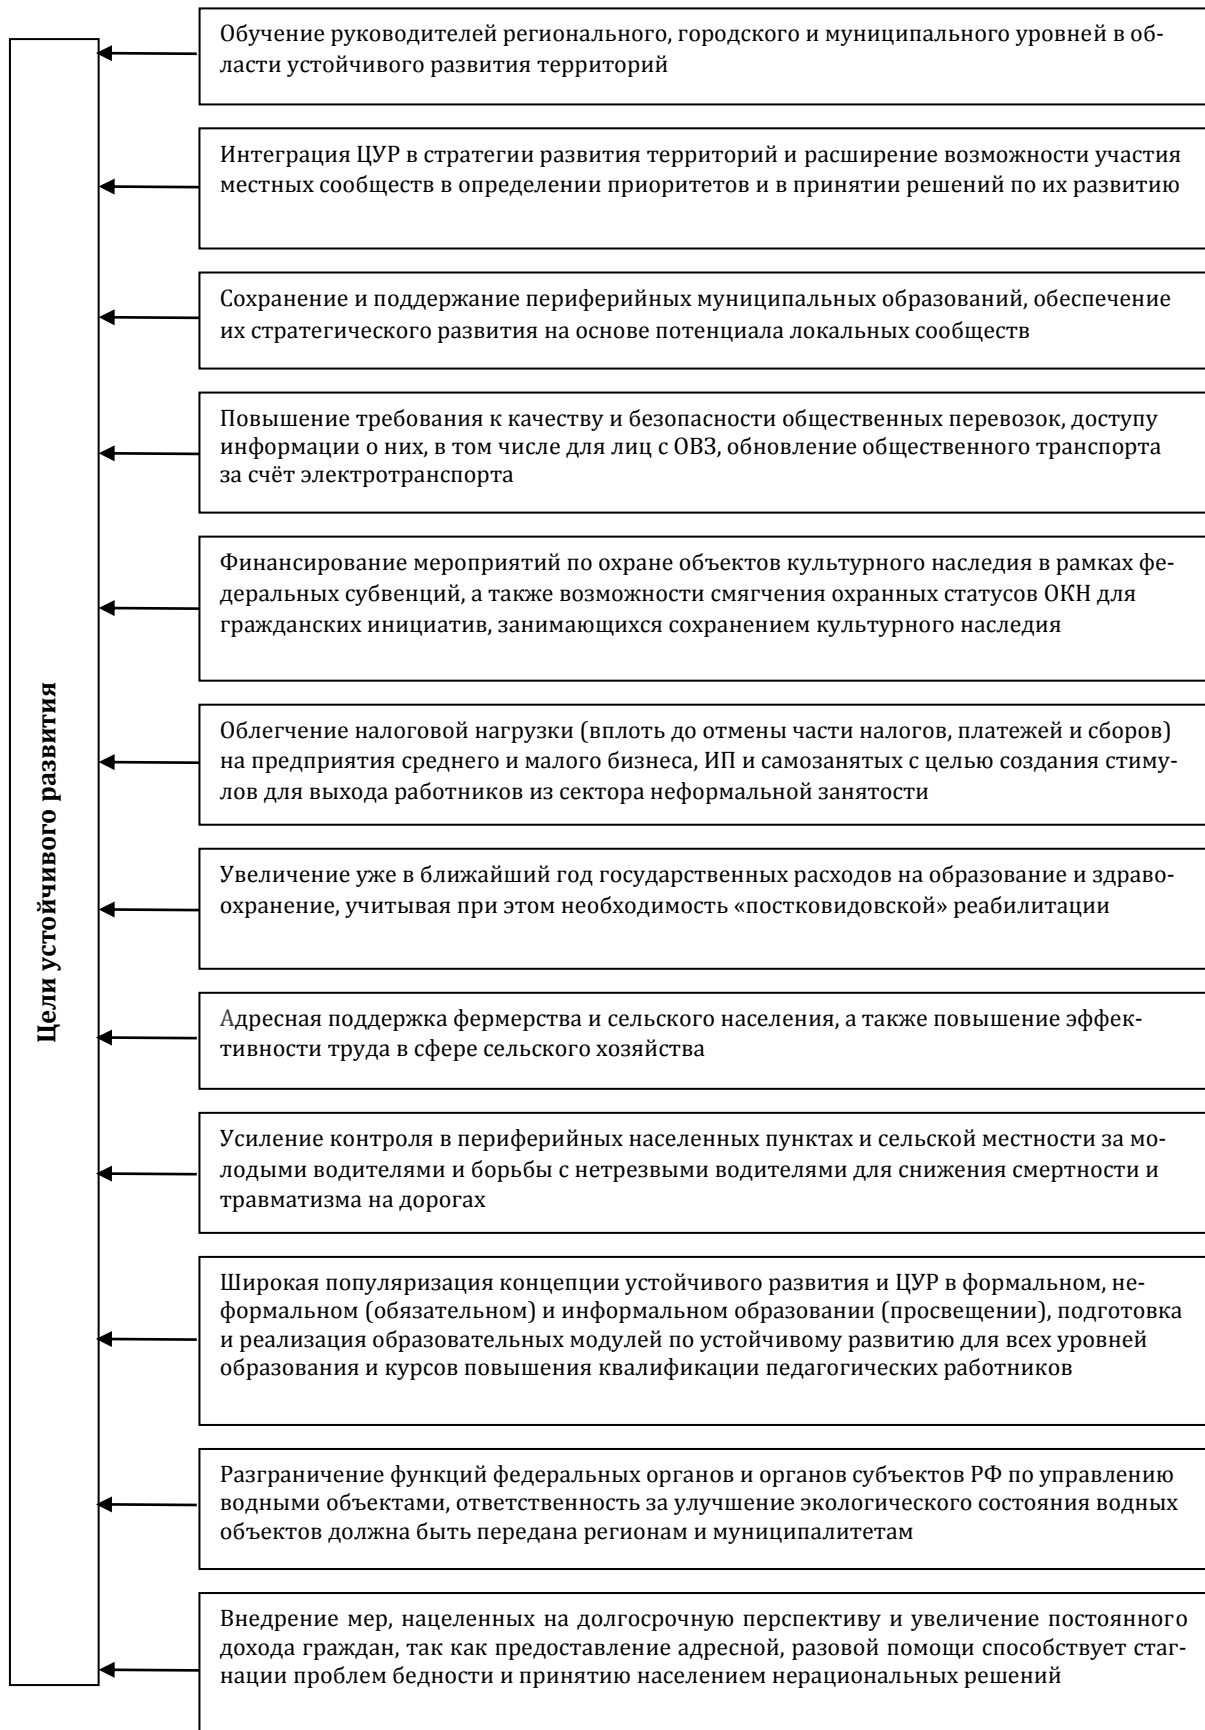 Обучение руководителей регионального, городского и муниципального уровней в об-
ласти устойчивого развития территорий
Интеграция ЦУР в стратегии развития территорий и расширение возможности участия
местных сообществ в определении приоритетов и в принятии решений по их развитию
Сохранение и поддержание периферийных муниципальных образований, обеспечение
их стратегического развития на основе потенциала локальных сообществ
Повышение требования к качеству и безопасности общественных перевозок, доступу
информации о них, в том числе для лиц с ОВЗ, обновление общественного транспорта
за счёт электротранспорта
Финансирование мероприятий по охране объектов культурного наследия в рамках фе-
деральных субвенций, а также возможности смягчения охранных статусов ОКН для
гражданских инициатив, занимающихся сохранением культурного наследия
Облегчение налоговой нагрузки (вплоть до отмены части налогов, платежей и сборов)
на предприятия среднего и малого бизнеса, ИП и самозанятых с целью создания стиму-
лов для выхода работников из сектора неформальной занятости
Увеличение уже в ближайший год государственных расходов на образование и здраво-
охранение, учитывая при этом необходимость «постковидовской» реабилитации
Адресная поддержка фермерства и сельского населения, а также повышение эффек-
тивности труда в сфере сельского хозяйства
Усиление контроля в периферийных населенных пунктах и сельской местности за мо-
лодыми водителями и борьбы с нетрезвыми водителями для снижения смертности и
травматизма на дорогах
Широкая популяризация концепции устойчивого развития и ЦУР в формальном, не-
формальном (обязательном) и информальном образовании (просвещении), подготовка
и реализация образовательных модулей по устойчивому развитию для всех уровней
образования и курсов повышения квалификации педагогических работников
Разграничение функций федеральных органов и органов субъектов РФ по управлению
водными объектами, ответственность за улучшение экологического состояния водных
объектов должна быть передана регионам и муниципалитетам
Внедрение мер, нацеленных на долгосрочную перспективу и увеличение постоянного
дохода граждан, так как предоставление адресной, разовой помощи способствует стаг-
нации проблем бедности и принятию населением нерациональных решений
Цели устойчивого развития